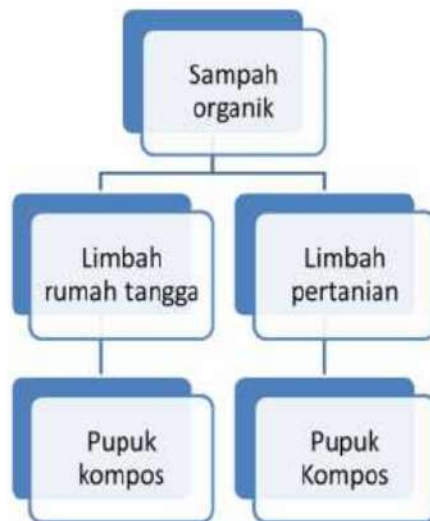 Sampah
organik
Limbah
rumah tangga
Limbah
pertanian
Pupuk
kompos
Pupuk
Kompos